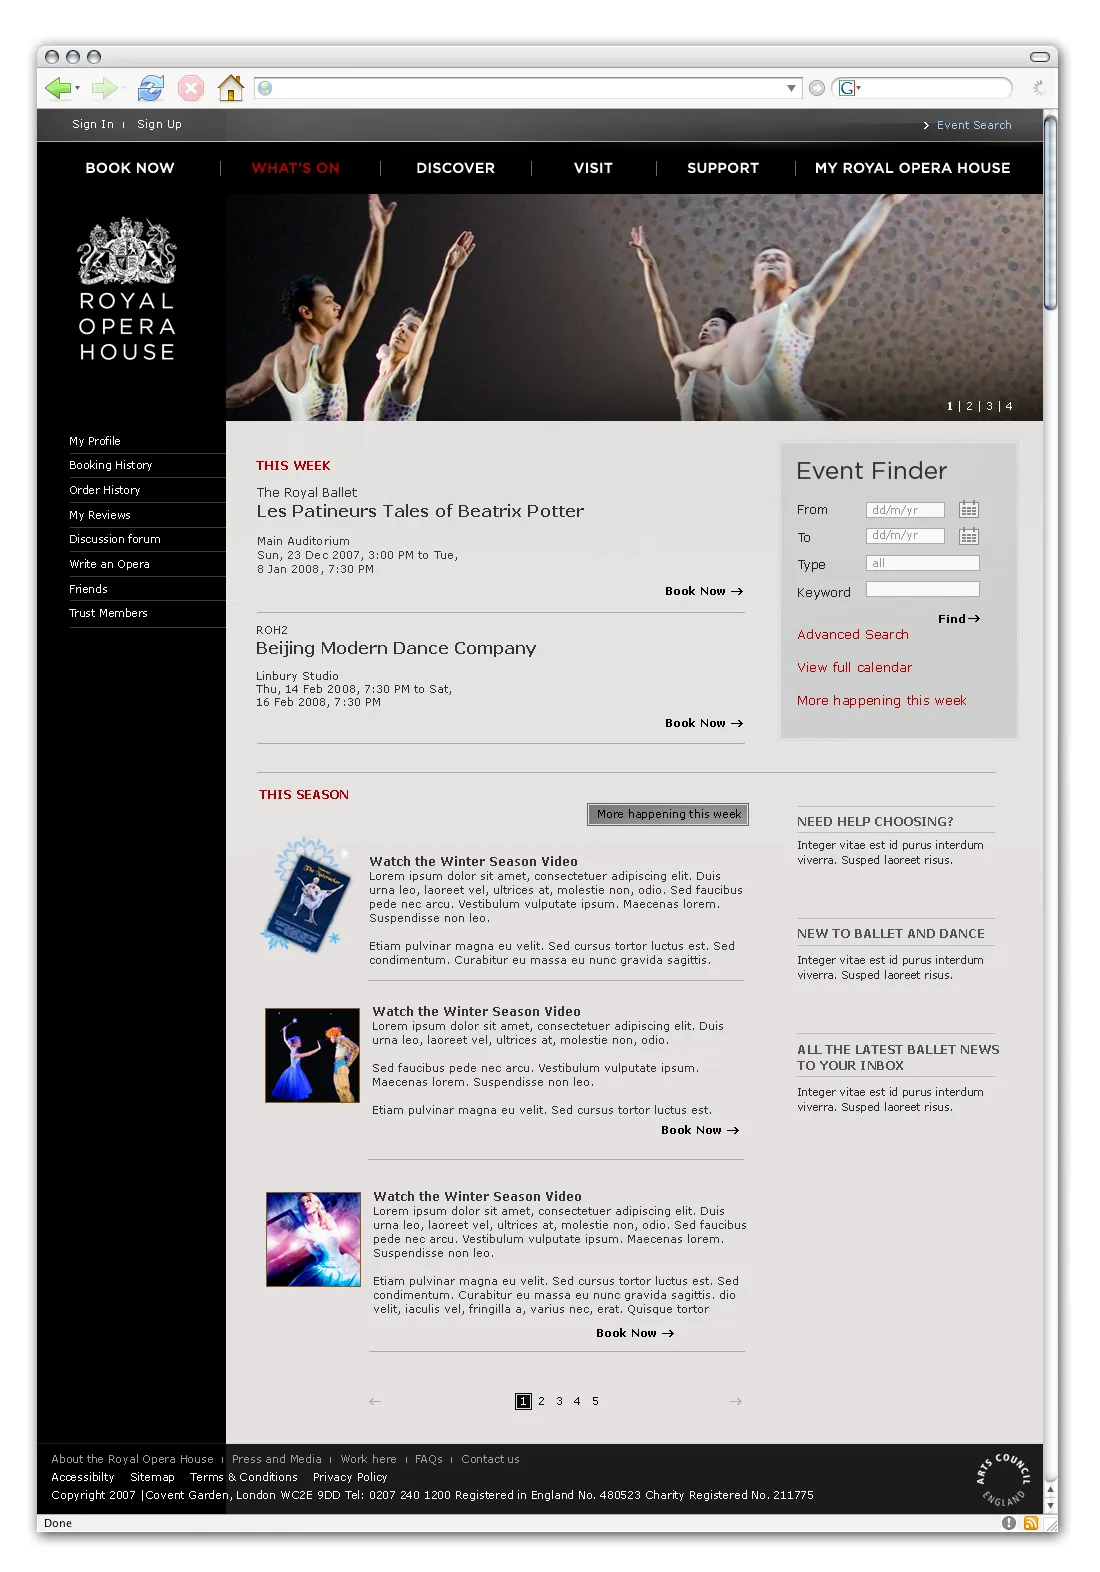 Sign In | Sign Up
› Event Search
BOOK NOW | WHAT'S ON | DISCOVER | VISIT | SUPPORT | MY ROYAL OPERA HOUSE
ROYAL
OPERA
HOUSE
1 | 2 | 3 | 4
My Profile
Booking History
Order History
My Reviews
Discussion forum
Write an Opera
Friends
Trust Members
THIS WEEK
The Royal Ballet
Les Patineurs Tales of Beatrix Potter
Main Auditorium
Sun, 23 Dec 2007, 3:00 PM to Tue,
8 Jan 2008, 7:30 PM
Book Now →
ROH2
Beijing Modern Dance Company
Linbury Studio
Thu, 14 Feb 2008, 7:30 PM to Sat,
16 Feb 2008, 7:30 PM
Book Now →
Event Finder
From dd/m/yr
To dd/m/yr
Type all
Keyword
Find→
Advanced Search
View full calendar
More happening this week
THIS SEASON
More happening this week
The Nutcracker
Watch the Winter Season Video
Lorem ipsum dolor sit amet, consectetuer adipiscing elit. Duis
urna leo, laoreet vel, ultrices at, molestie non, odio. Sed faucibus
pede nec arcu. Vestibulum vulputate ipsum. Maecenas lorem.
Suspendisse non leo.
Etiam pulvinar magna eu velit. Sed cursus tortor luctus est. Sed
condimentum. Curabitur eu massa eu nunc gravida sagittis.
Watch the Winter Season Video
Lorem ipsum dolor sit amet, consectetuer adipiscing elit. Duis
urna leo, laoreet vel, ultrices at, molestie non, odio.
Sed faucibus pede nec arcu. Vestibulum vulputate ipsum.
Maecenas lorem. Suspendisse non leo.
Etiam pulvinar magna eu velit. Sed cursus tortor luctus est.
Book Now →
Watch the Winter Season Video
Lorem ipsum dolor sit amet, consectetuer adipiscing elit. Duis
urna leo, laoreet vel, ultrices at, molestie non, odio. Sed faucibus
pede nec arcu. Vestibulum vulputate ipsum. Maecenas lorem.
Suspendisse non leo.
Etiam pulvinar magna eu velit. Sed cursus tortor luctus est. Sed
condimentum. Curabitur eu massa eu nunc gravida sagittis. dio
velit, iaculis vel, fringilla a, varius nec, erat. Quisque tortor
Book Now →
← 1 2 3 4 5 →
NEED HELP CHOOSING?
Integer vitae est id purus interdum
viverra. Susped laoreet risus.
NEW TO BALLET AND DANCE
Integer vitae est id purus interdum
viverra. Susped laoreet risus.
ALL THE LATEST BALLET NEWS
TO YOUR INBOX
Integer vitae est id purus interdum
viverra. Susped laoreet risus.
About the Royal Opera House | Press and Media | Work here | FAQs | Contact us
Accessibilty Sitemap Terms & Conditions Privacy Policy
Copyright 2007 |Covent Garden, London WC2E 9DD Tel: 0207 240 1200 Registered in England No. 480523 Charity Registered No. 211775
ARTS COUNCIL ENGLAND
Done